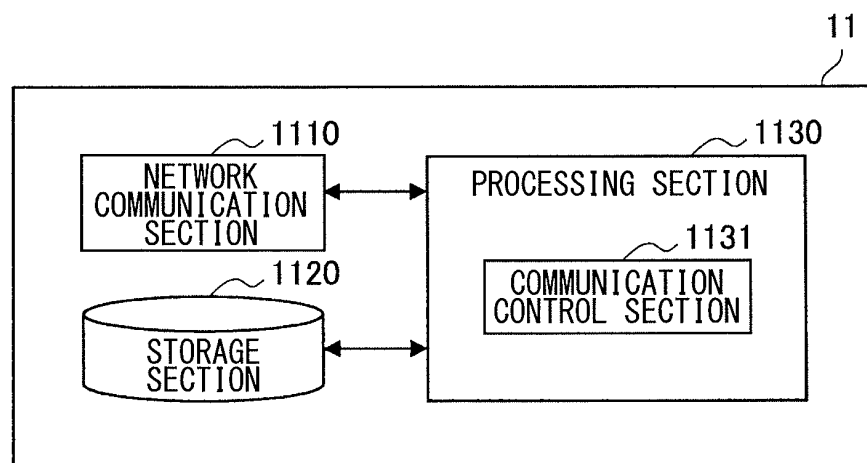 11
1110
NETWORK
COMMUNICATION
SECTION
1130
PROCESSING SECTION
1131
COMMUNICATION
CONTROL SECTION
1120
STORAGE
SECTION